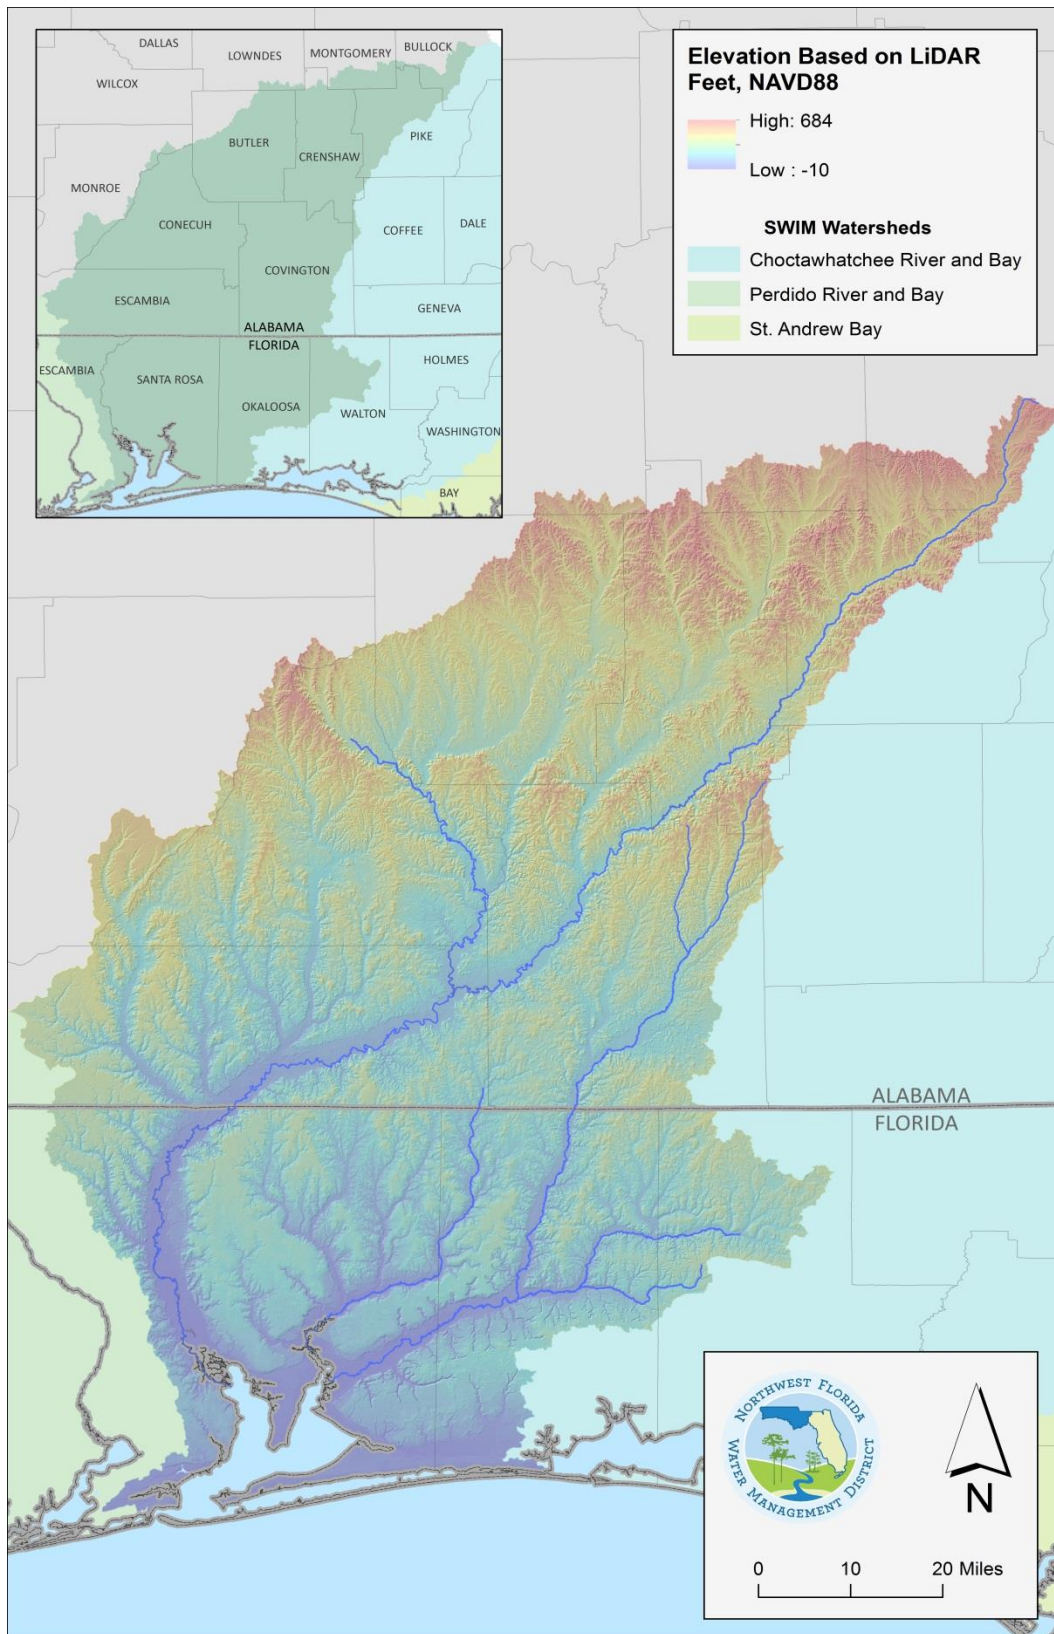 DALLAS
LOWNDES
MONTGOMERY
BULLOCK
WILCOX
PIKE
BUTLER
CRENSHAW
MONROE
CONECUH
COFFEE
DALE
COVINGTON
ESCAMBIA
GENEVA
ALABAMA
FLORIDA
HOLMES
ESCAMBIA
SANTA ROSA
OKALOOSA
WALTON
WASHINGTON
BAY
Elevation Based on LiDAR
Feet, NAVD88
High: 684
Low : -10
SWIM Watersheds
Choctawhatchee River and Bay
Perdido River and Bay
St. Andrew Bay
ALABAMA
FLORIDA
NORTHWEST FLORIDA
WATER MANAGEMENT DISTRICT
N
0 10 20 Miles